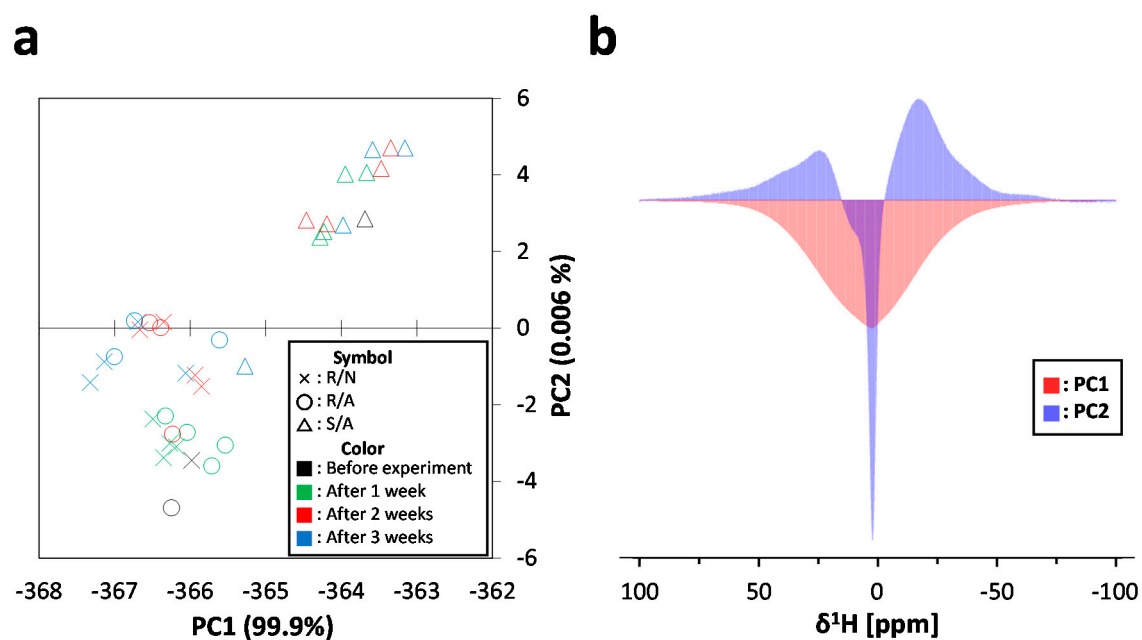 a
b
6
4
2
0
-2
-4
-6
PC2 (0.006 %)
Symbol
× : R/N
○ : R/A
△ : S/A
Color
: Before experiment
: After 1 week
: After 2 weeks
: After 3 weeks
-368 -367 -366 -365 -364 -363 -362
PC1 (99.9%)
: PC1
: PC2
100 50 0 -50 -100
δ¹H [ppm]